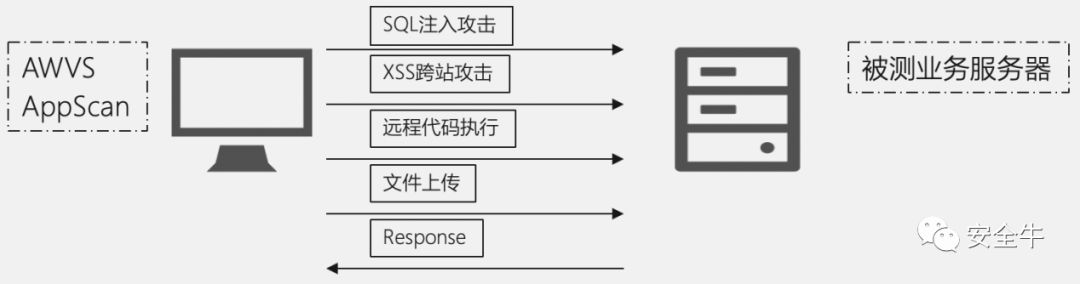 AWVS
AppScan
SQL注入攻击
XSS跨站攻击
远程代码执行
文件上传
Response
被测业务服务器
安全牛